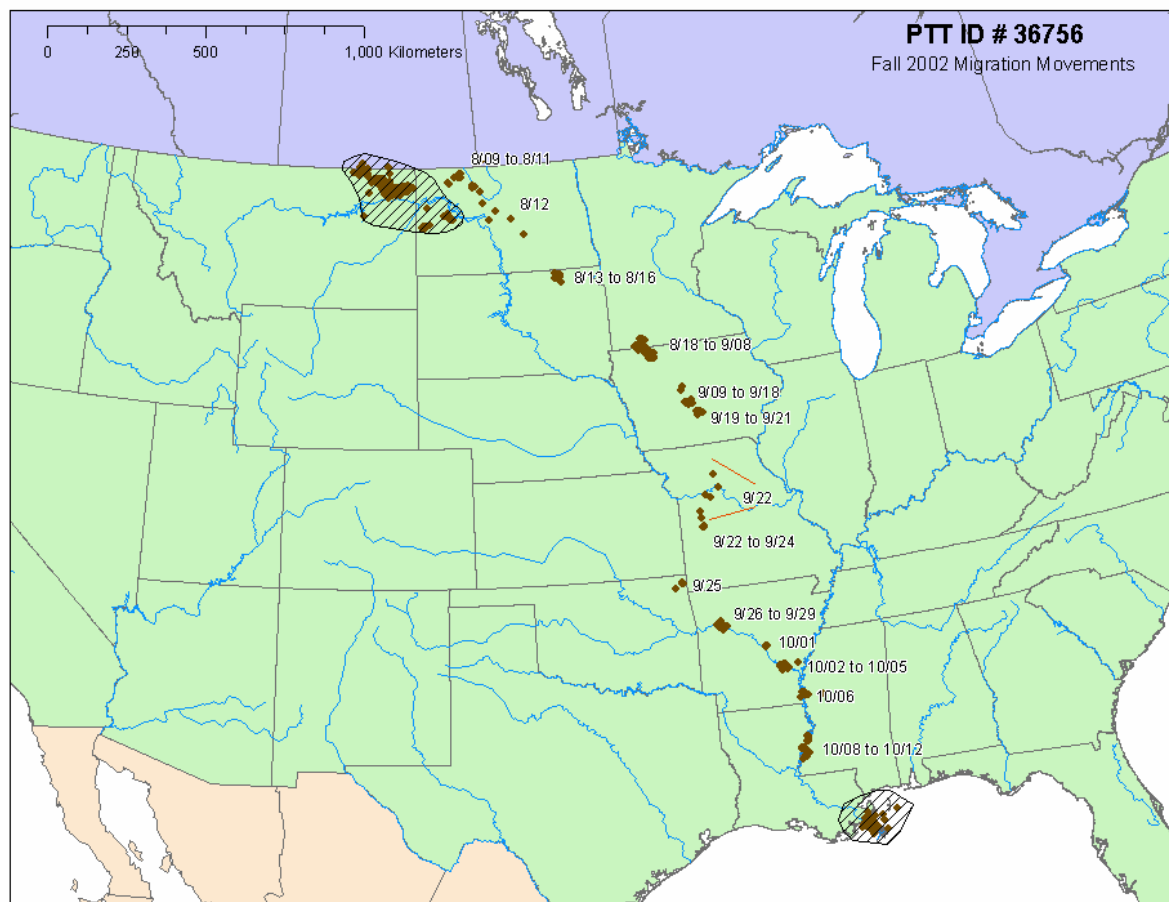 PTT ID # 36756
Fall 2002 Migration Movements
0 250 500 1,000 Kilometers
8/09 to 8/11
8/12
8/13 to 8/16
8/18 to 9/08
9/09 to 9/18
9/19 to 9/21
9/22
9/22 to 9/24
9/25
9/26 to 9/29
10/01
10/02 to 10/05
10/06
10/08 to 10/12